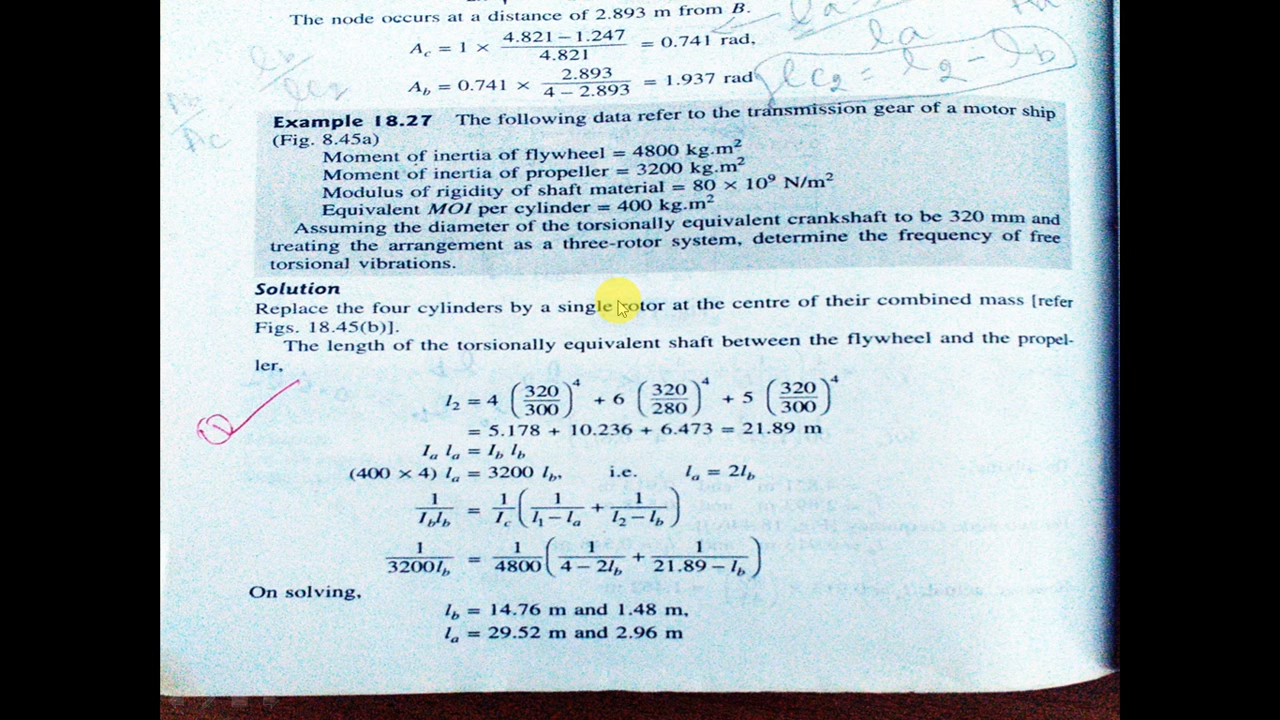 The node occurs at a distance of 2.893 m from B.
A_c = 1 × (4.821 – 1.247)/4.821 = 0.741 rad,
A_b = 0.741 × 2.893/(4 – 2.893) = 1.937 rad
l_a
l_b/l_c2
l_c2 = l_2 – l_b
A_c
Example 18.27 The following data refer to the transmission gear of a motor ship
(Fig. 8.45a)
Moment of inertia of flywheel = 4800 kg.m²
Moment of inertia of propeller = 3200 kg.m²
Modulus of rigidity of shaft material = 80 × 10⁹ N/m²
Equivalent MOI per cylinder = 400 kg.m²
Assuming the diameter of the torsionally equivalent crankshaft to be 320 mm and
treating the arrangement as a three-rotor system, determine the frequency of free
torsional vibrations.
Solution
Replace the four cylinders by a single rotor at the centre of their combined mass [refer
Figs. 18.45(b)].
The length of the torsionally equivalent shaft between the flywheel and the propel-
ler,
l_2 = 4 (320/300)⁴ + 6 (320/280)⁴ + 5 (320/300)⁴
= 5.178 + 10.236 + 6.473 = 21.89 m
I_a l_a = I_b l_b
(400 × 4) l_a = 3200 l_b, i.e. l_a = 2l_b
1/(I_b l_b) = 1/I_c (1/(l_1 – l_a) + 1/(l_2 – l_b))
1/(3200l_b) = 1/4800 (1/(4 – 2l_b) + 1/(21.89 – l_b))
On solving,
l_b = 14.76 m and 1.48 m,
l_a = 29.52 m and 2.96 m